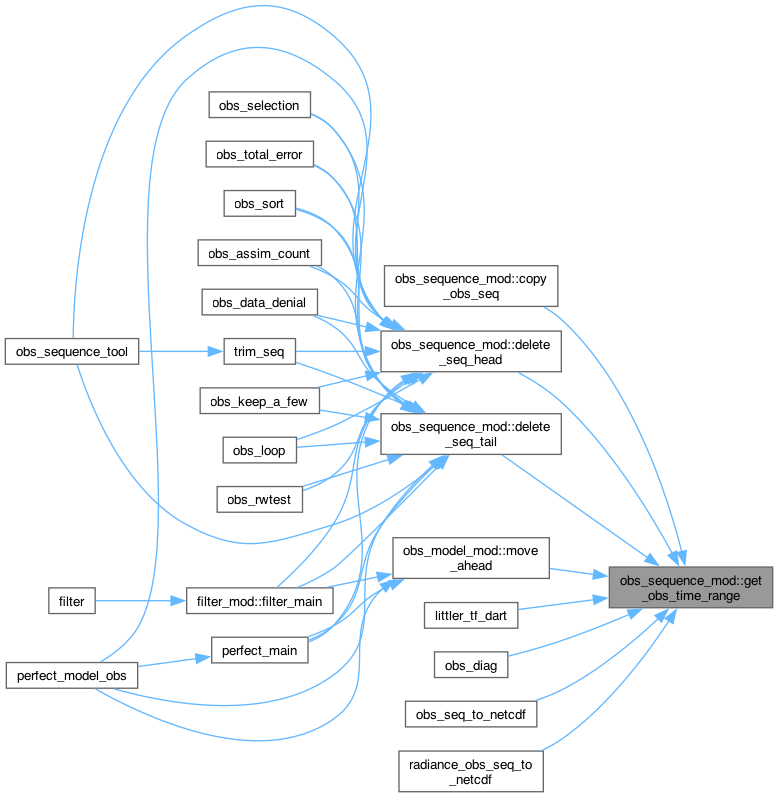 obs_selection
obs_total_error
obs_sort
obs_assim_count
obs_sequence_mod::copy
_obs_seq
obs_data_denial
obs_sequence_tool
trim_seq
obs_sequence_mod::delete
_seq_head
obs_keep_a_few
obs_sequence_mod::delete
_seq_tail
obs_loop
obs_rwtest
obs_model_mod::move
_ahead
obs_sequence_mod::get
_obs_time_range
filter
filter_mod::filter_main
littler_tf_dart
perfect_main
obs_diag
perfect_model_obs
obs_seq_to_netcdf
radiance_obs_seq_to
_netcdf